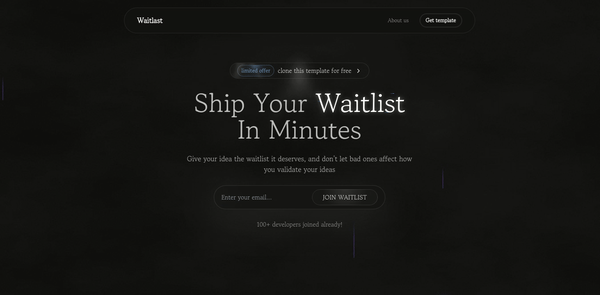 Waitlast
About us
Get template
limited offer
clone this template for free
Ship Your Waitlist
In Minutes
Give your idea the waitlist it deserves, and don't let bad ones affect how
you validate your ideas
Enter your email...
JOIN WAITLIST
100+ developers joined already!